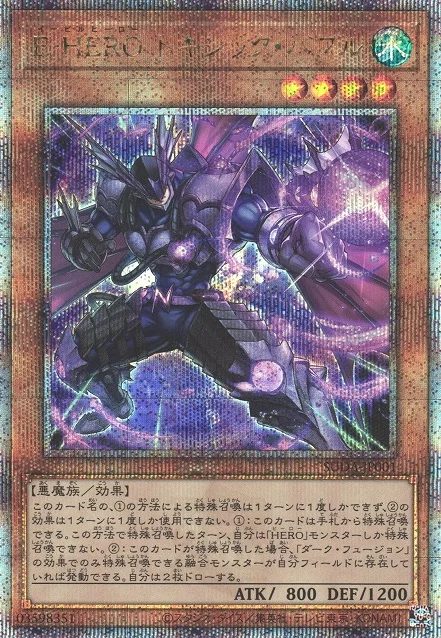 E-HERO トキシック・バブル
水
SUDA-JP001
【悪魔族／効果】
このカード名の、①の方法による特殊召喚は１ターンに１度しかできず、②の
効果は１ターンに１度しか使用できない。①：このカードは手札から特殊召喚
できる。この方法で特殊召喚したターン、自分は「HERO」モンスターしか特殊召喚
できない。②：このカードが特殊召喚した場合、「ダーク・フュージョン」
の効果でのみ特殊召喚できる融合モンスターが自分フィールドに存在して
いれば発動できる。自分は２枚ドローする。
ATK/ 800 DEF/1200
03598351 ©スタジオ・ダイス/集英社・テレビ東京・KONAMI